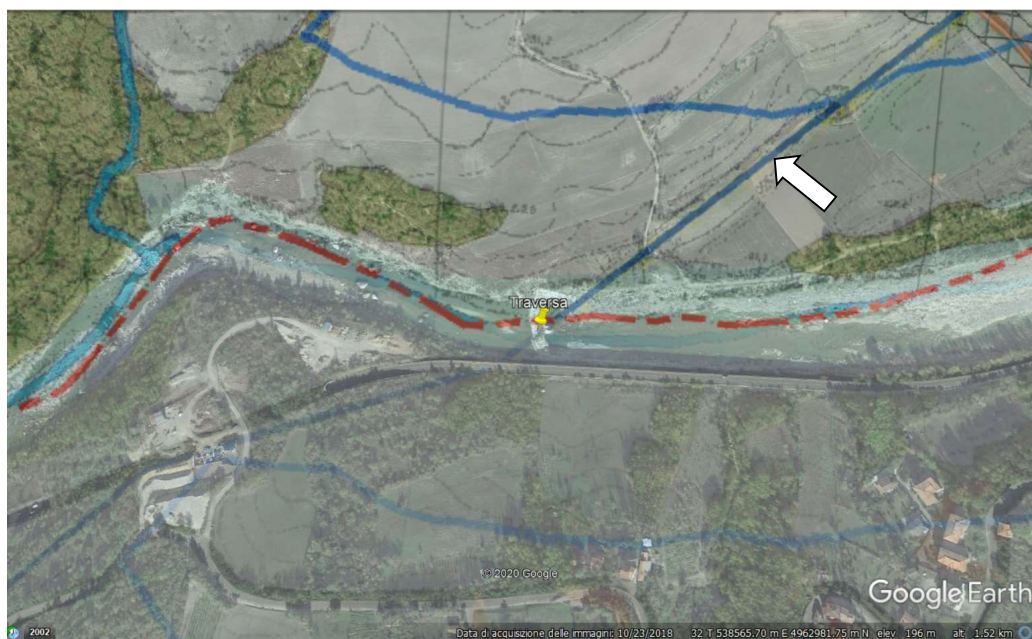 Traversa
© 2020 Google
Google Earth
2002
Data di acquisizione delle immagini: 10/23/2018 32 T 538565.70 m E 4962981.75 m N elev 196 m alt 1.52 km